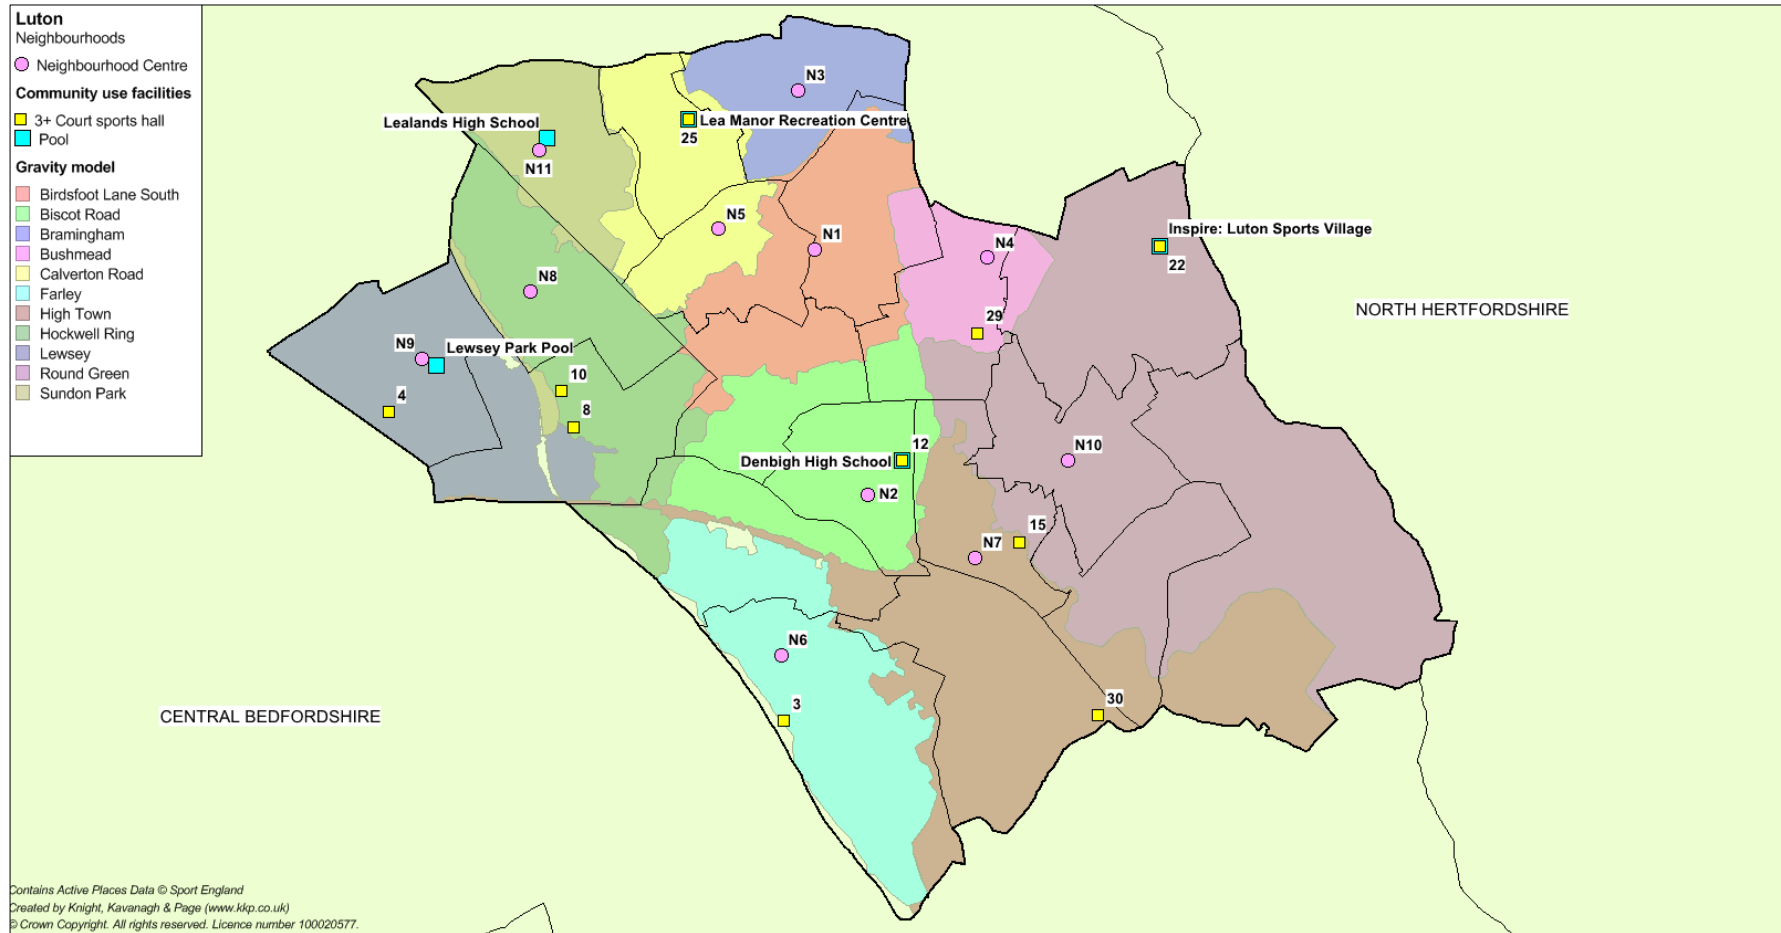 Luton
Neighbourhoods
Neighbourhood Centre
Community use facilities
3+ Court sports hall
Pool
Gravity model
Birdsfoot Lane South
Biscot Road
Bramingham
Bushmead
Calverton Road
Farley
High Town
Hockwell Ring
Lewsey
Round Green
Sundon Park
N3
Lealands High School
Lea Manor Recreation Centre
25
N11
N5
N1
N4
Inspire: Luton Sports Village
22
N8
NORTH HERTFORDSHIRE
29
N9
Lewsey Park Pool
10
4
8
12
Denbigh High School
N10
N2
15
N7
N6
3
30
CENTRAL BEDFORDSHIRE
Contains Active Places Data © Sport England
Created by Knight, Kavanagh & Page (www.kkp.co.uk)
© Crown Copyright. All rights reserved. Licence number 100020577.